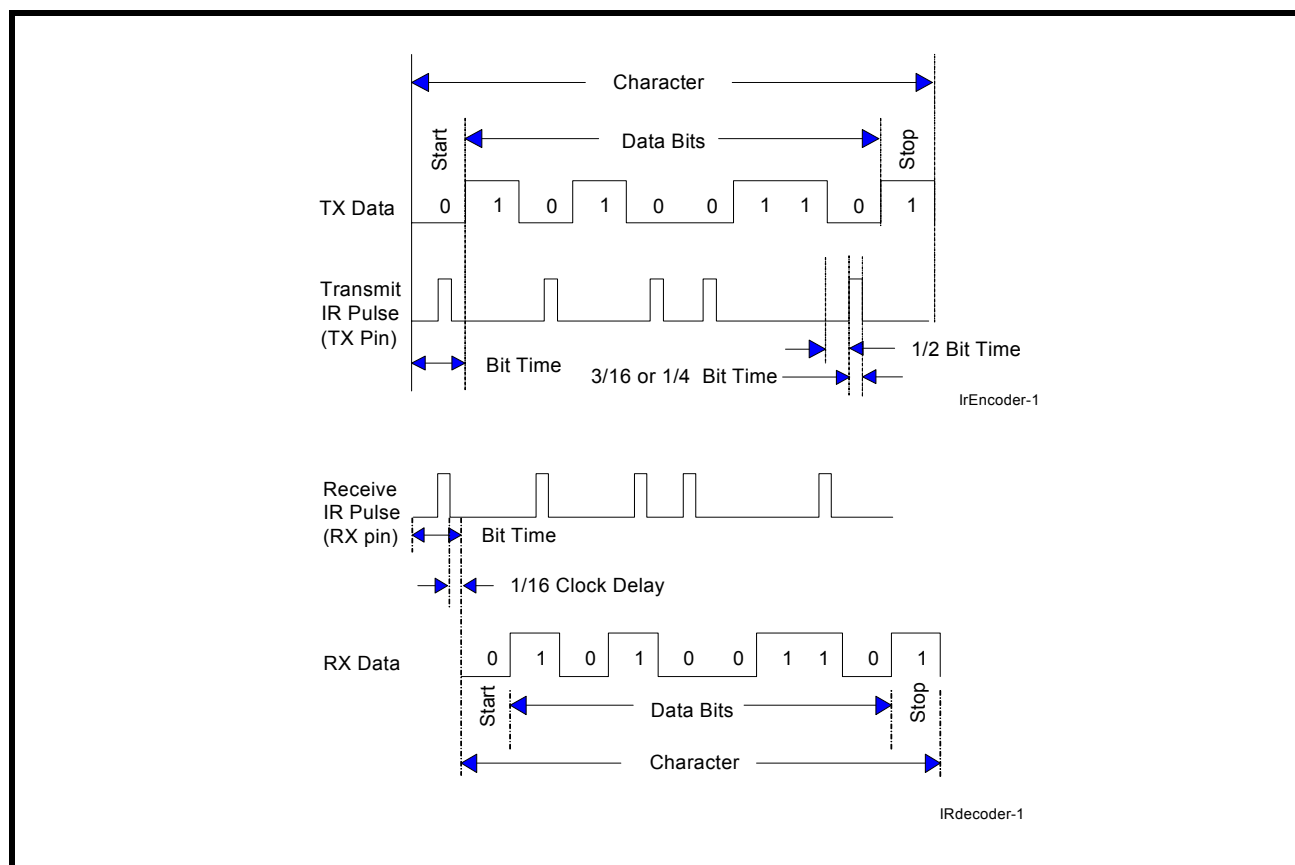 Character
Start
Data Bits
Stop
TX Data 0 1 0 1 0 0 1 1 0 1
Transmit
IR Pulse
(TX Pin)
Bit Time
1/2 Bit Time
3/16 or 1/4 Bit Time
IrEncoder-1
Receive
IR Pulse
(RX pin)
Bit Time
1/16 Clock Delay
RX Data 0 1 0 1 0 0 1 1 0 1
Start
Data Bits
Stop
Character
IRdecoder-1